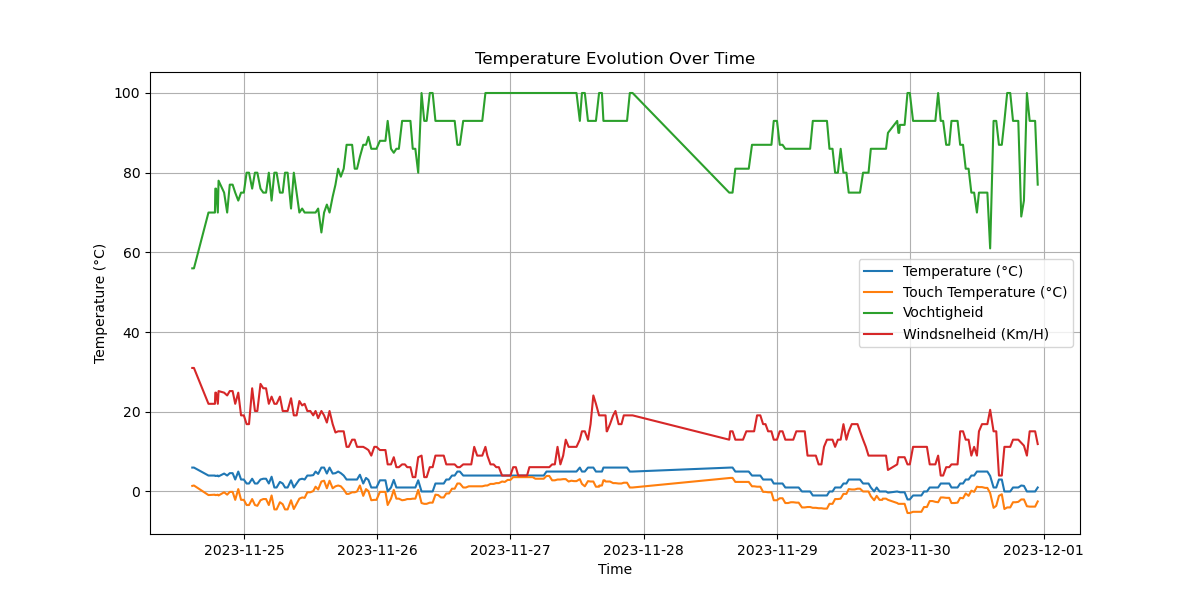 Temperature Evolution Over Time
Temperature (°C)
100
80
60
40
20
0
Temperature (°C)
Touch Temperature (°C)
Vochtigheid
Windsnelheid (Km/H)
2023-11-25
2023-11-26
2023-11-27
2023-11-28
2023-11-29
2023-11-30
2023-12-01
Time